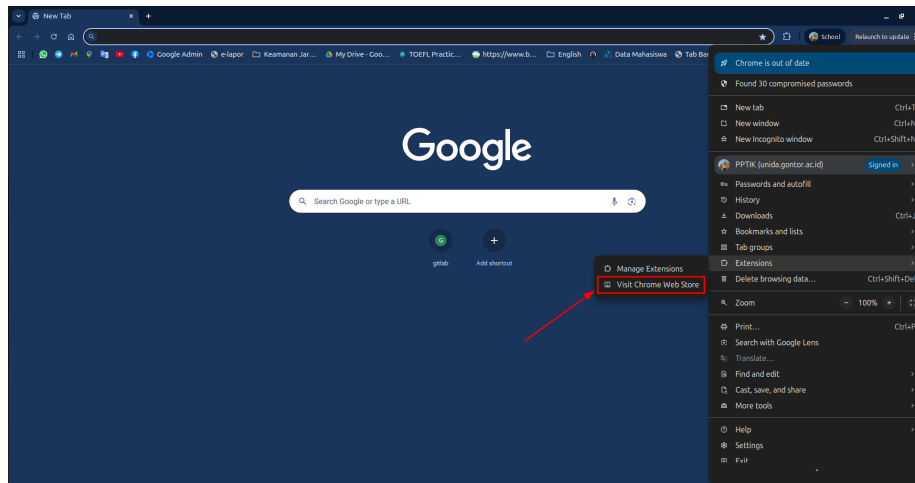 New Tab
School
Relaunch to update
Google Admin
e-lapor
Keamanan Jar...
My Drive - Goo...
TOEFL Practic...
https://www.b...
English
Data Mahasiswa
Tab Bar
Chrome is out of date
Found 30 compromised passwords
New tab Ctrl+T
New window Ctrl+N
New Incognito window Ctrl+Shift+N
Google
PPTIK (unida.gontor.ac.id) Signed in
Passwords and autofill
Search Google or type a URL
History
Downloads Ctrl+J
Bookmarks and lists
G
Tab groups
gitlab
Add shortcut
Extensions
Manage Extensions
Delete browsing data... Ctrl+Shift+Del
Visit Chrome Web Store
Zoom - 100% +
Print... Ctrl+P
Search with Google Lens
Translate...
Find and edit
Cast, save, and share
More tools
Help
Settings
Exit